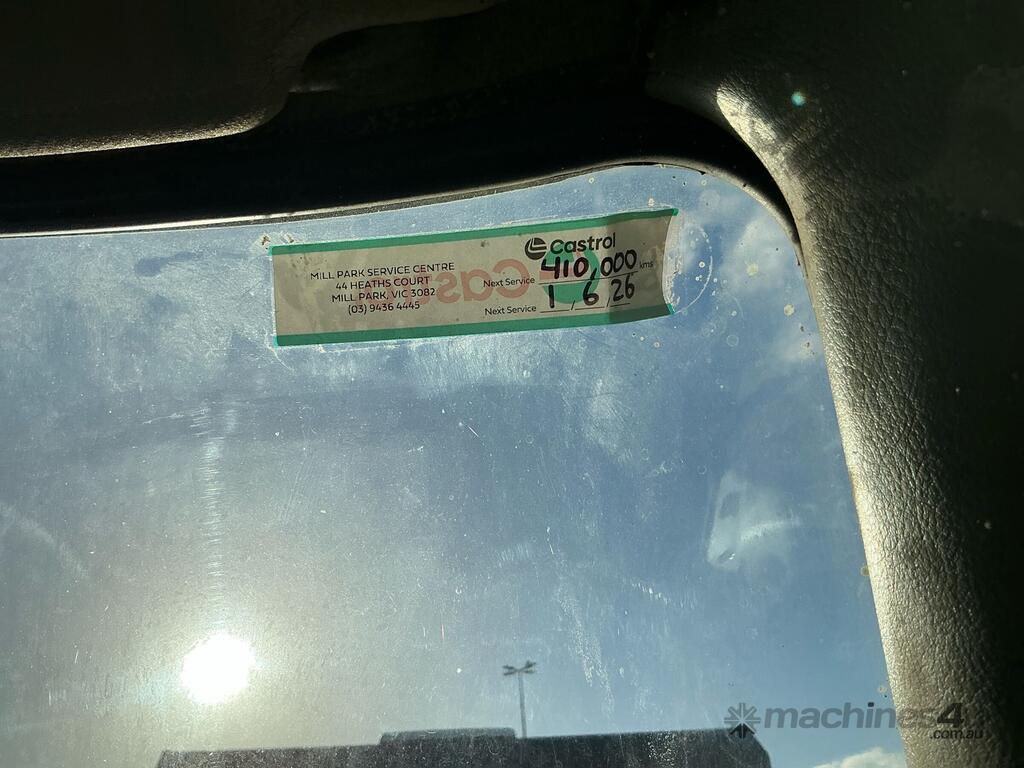 Castrol
MILL PARK SERVICE CENTRE
44 HEATHS COURT
MILL PARK, VIC 3082
(03) 9436 4445
Next Service 410,000 kms
Next Service 1/6/26
machines4
.com.au